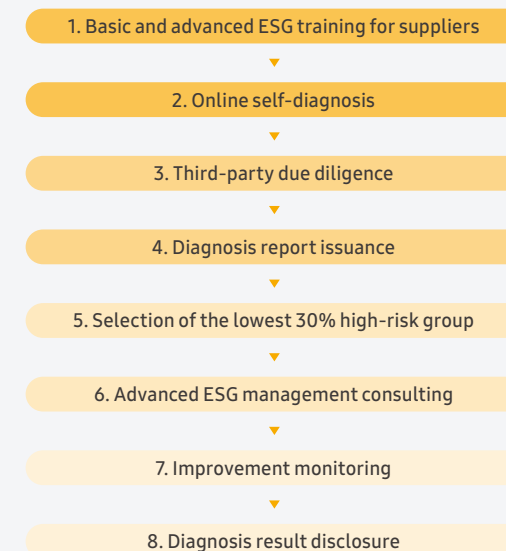 1. Basic and advanced ESG training for suppliers
2. Online self-diagnosis
3. Third-party due diligence
4. Diagnosis report issuance
5. Selection of the lowest 30% high-risk group
6. Advanced ESG management consulting
7. Improvement monitoring
8. Diagnosis result disclosure